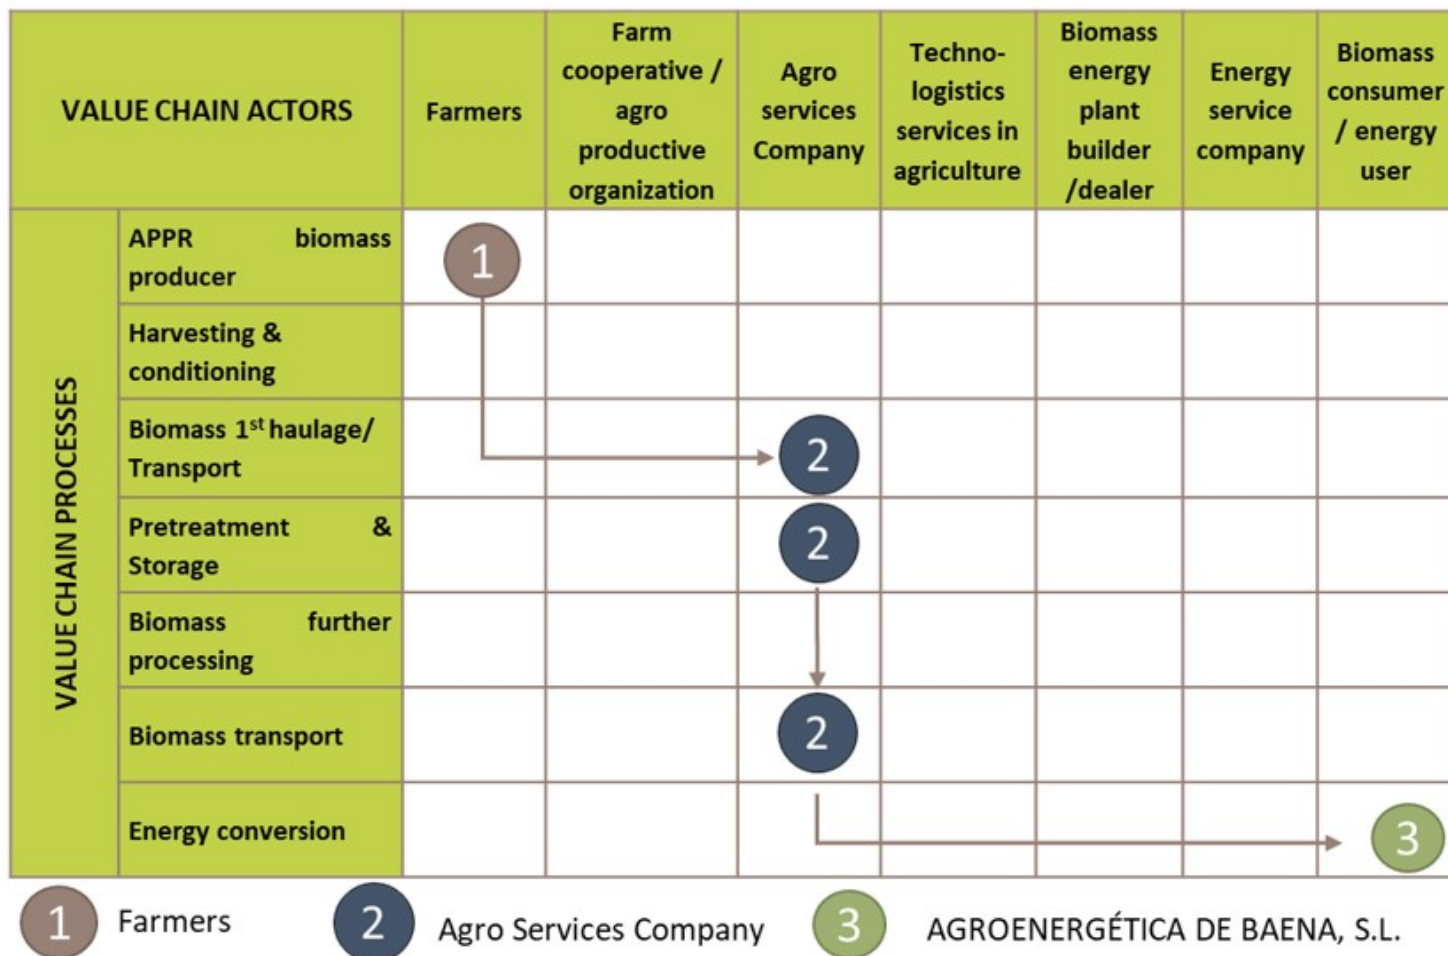 VALUE CHAIN ACTORS
Farmers
Farm
cooperative /
agro
productive
organization
Agro
services
Company
Techno-
logistics
services in
agriculture
Biomass
energy
plant
builder
/dealer
Energy
service
company
Biomass
consumer
/ energy
user
VALUE CHAIN PROCESSES
APPR biomass
producer
1
Harvesting &
conditioning
Biomass 1st haulage/
Transport
2
Pretreatment &
Storage
2
Biomass further
processing
Biomass transport
2
Energy conversion
3
1 Farmers
2 Agro Services Company
3 AGROENERGÉTICA DE BAENA, S.L.